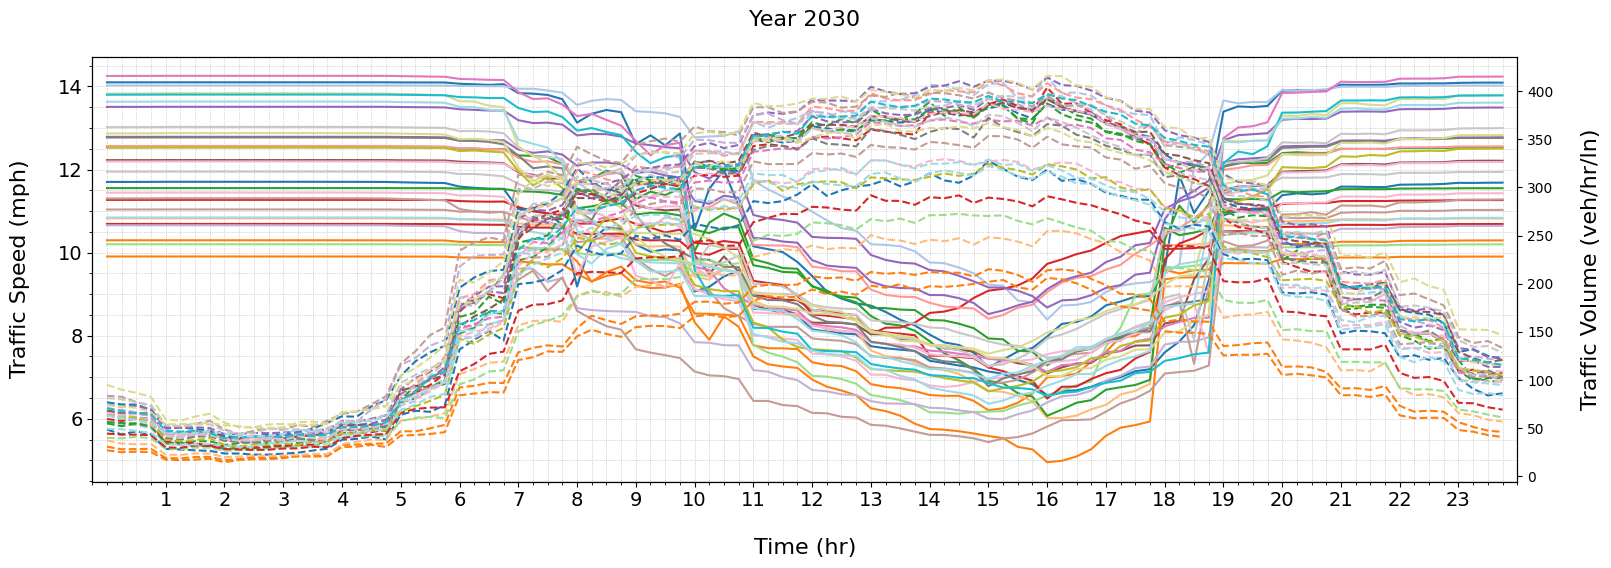 Year 2030
Traffic Speed (mph)
14
12
10
8
6
400
350
300
250
200
150
100
50
0
Traffic Volume (veh/hr/ln)
1 2 3 4 5 6 7 8 9 10 11 12 13 14 15 16 17 18 19 20 21 22 23
Time (hr)